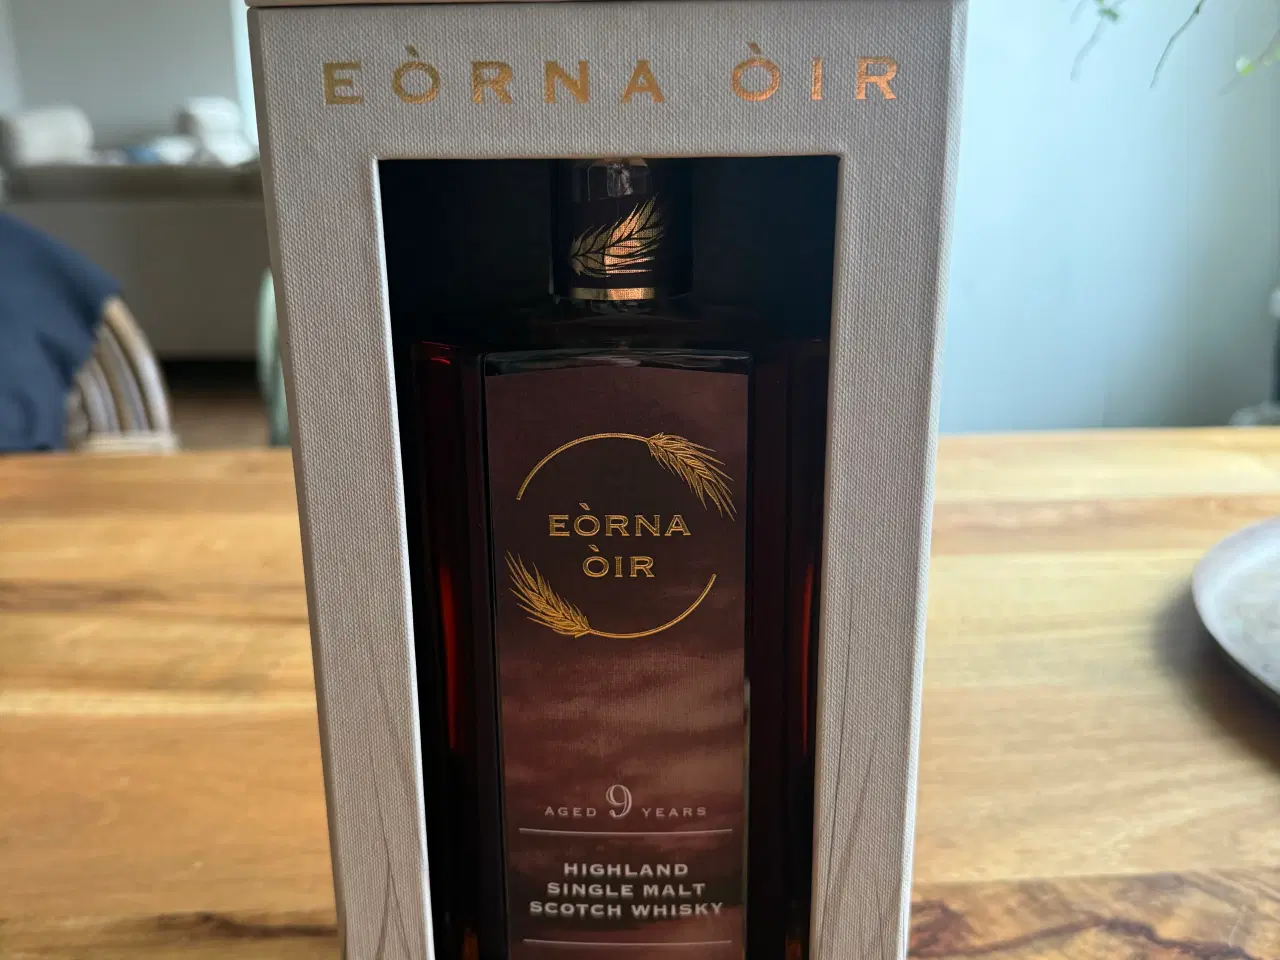 EÒRNA ÒIR
EÒRNA
ÒIR
AGED 9 YEARS
HIGHLAND
SINGLE MALT
SCOTCH WHISKY